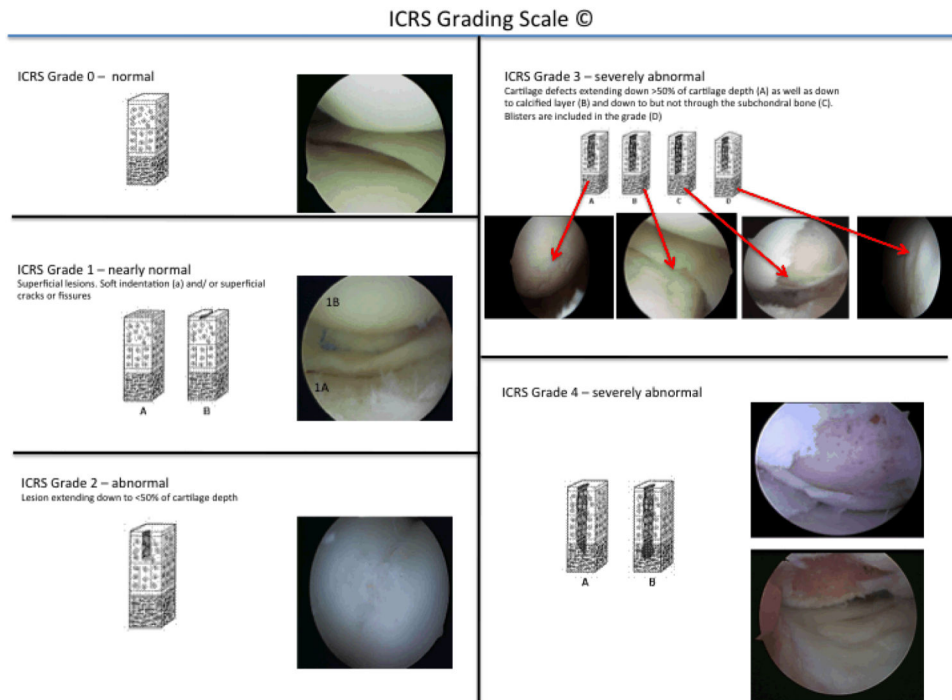 ICRS Grading Scale ©
ICRS Grade 0 – normal
ICRS Grade 1 – nearly normal
Superficial lesions. Soft indentation (a) and/ or superficial
cracks or fissures
1B
1A
A B
ICRS Grade 2 – abnormal
Lesion extending down to <50% of cartilage depth
ICRS Grade 3 – severely abnormal
Cartilage defects extending down >50% of cartilage depth (A) as well as down
to calcified layer (B) and down to but not through the subchondral bone (C).
Blisters are included in the grade (D)
A B C D
ICRS Grade 4 – severely abnormal
A B